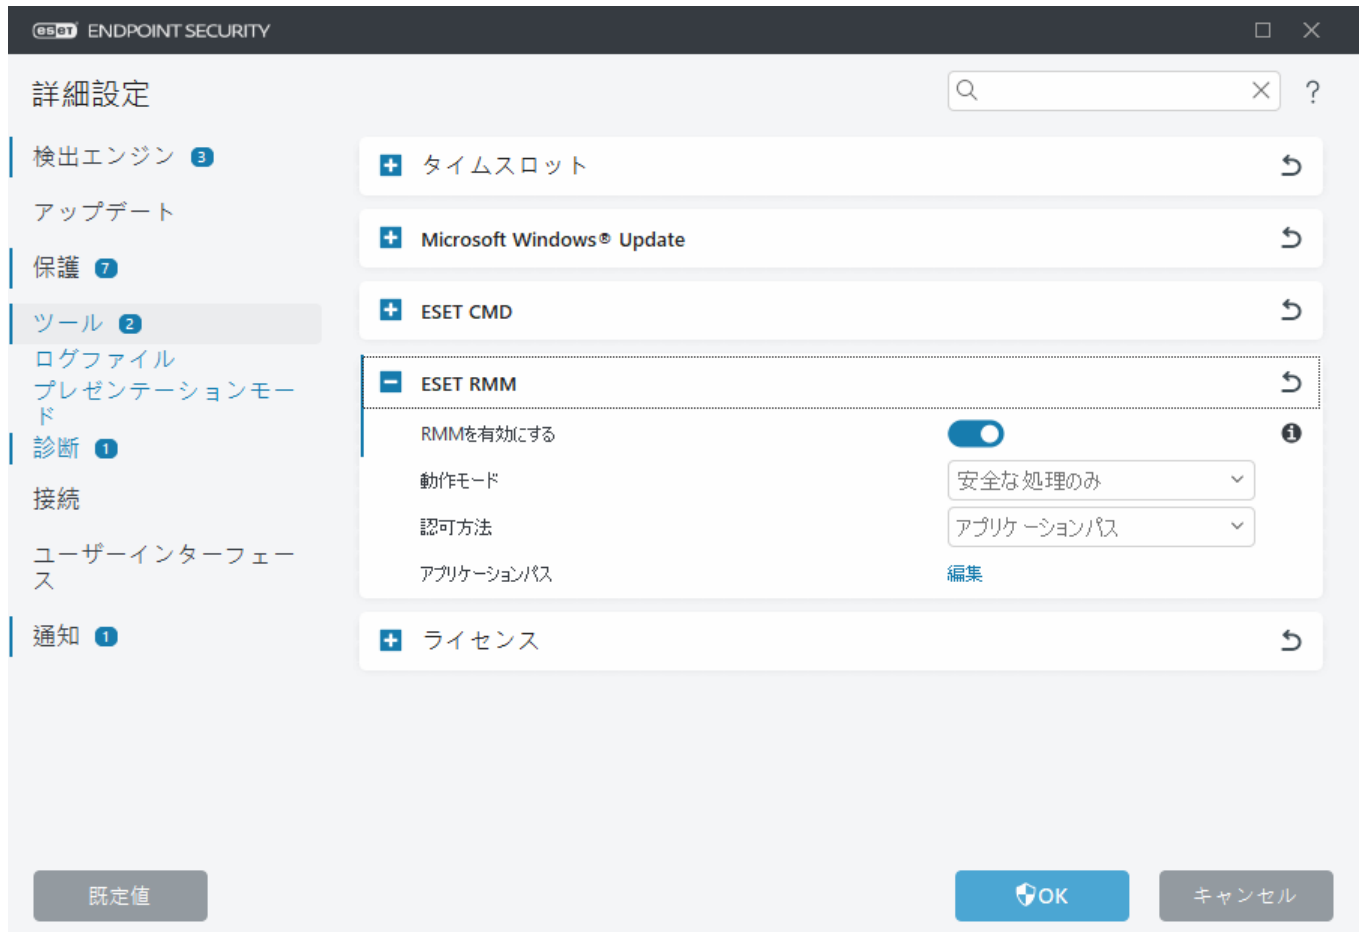 eseT ENDPOINT SECURITY
詳細設定
?
検出エンジン 3
アップデート
保護 7
ツール 2
ログファイル
プレゼンテーションモー
ド
診断 1
接続
ユーザーインターフェー
ス
通知 1
タイムスロット
Microsoft Windows® Update
ESET CMD
ESET RMM
RMMを有効にする
動作モード 安全な処理のみ
認可方法 アプリケーションパス
アプリケーションパス 編集
ライセンス
既定値 OK キャンセル